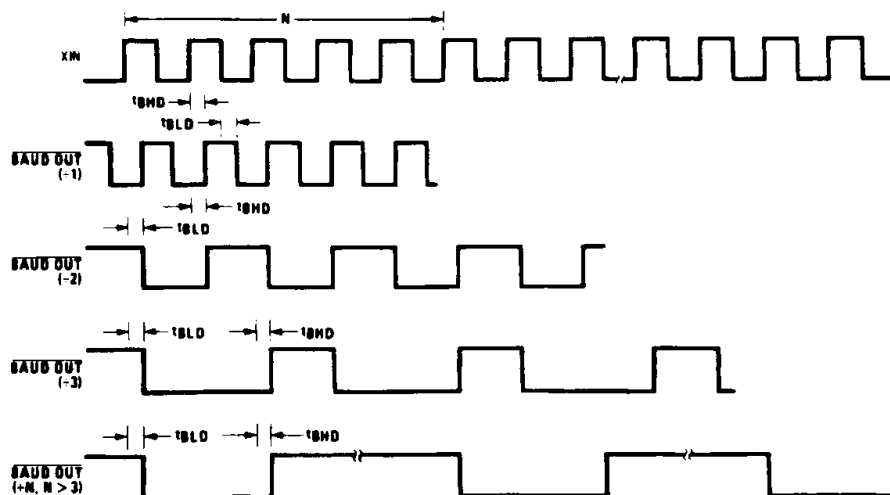 N
XIN
tBHD
tBLD
BAUD OUT
(÷1)
tBHD
tBLD
BAUD OUT
(÷2)
tBLD
tBHD
BAUD OUT
(÷3)
tBLD
tBHD
BAUD OUT
(÷N, N > 3)